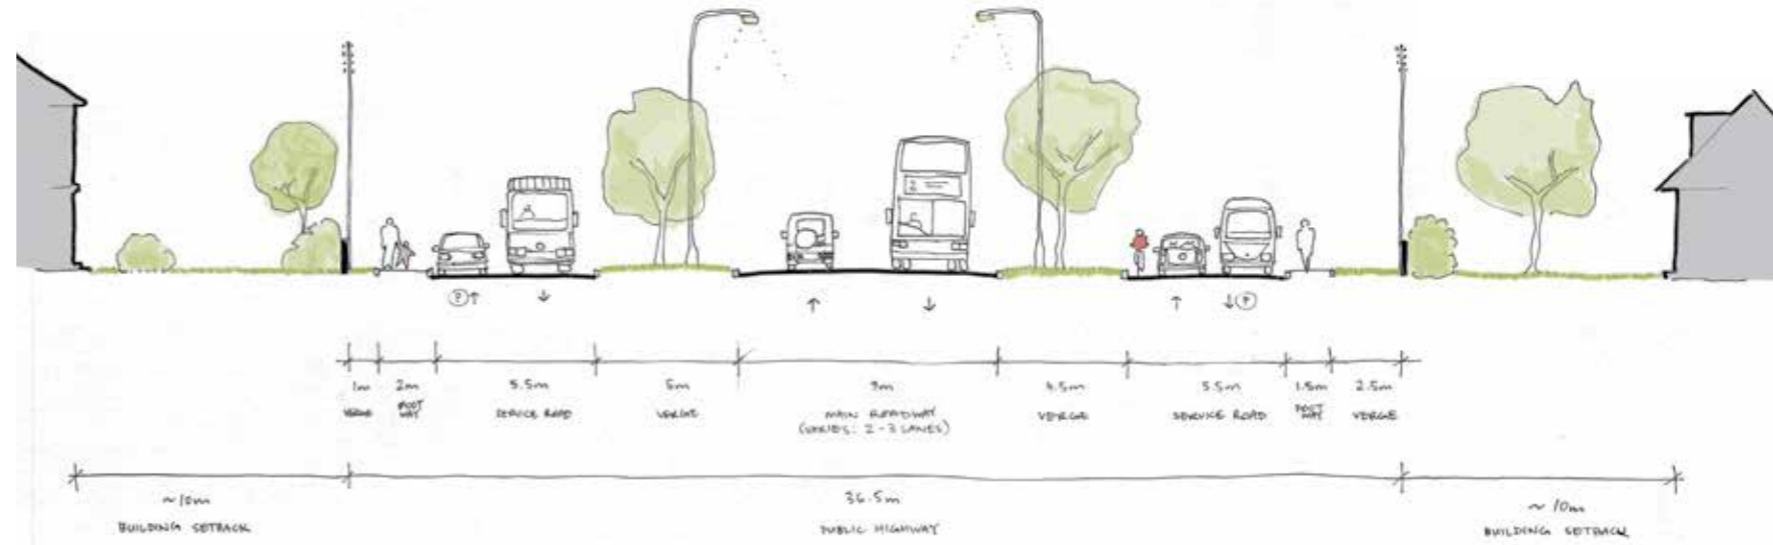 Ⓟ↑ ↓ ↑ ↓ ↑ ↓Ⓟ
1m 2m 5.5m 5m 9m 4.5m 5.5m 1.5m 2.5m
VERGE FOOT WAY SERVICE ROAD VERGE MAIN ROADWAY VERGE SERVICE ROAD FOOT WAY VERGE
(VARIES: 2-3 LANES)
~10m 36.5m ~10m
BUILDING SETBACK PUBLIC HIGHWAY BUILDING SETBACK